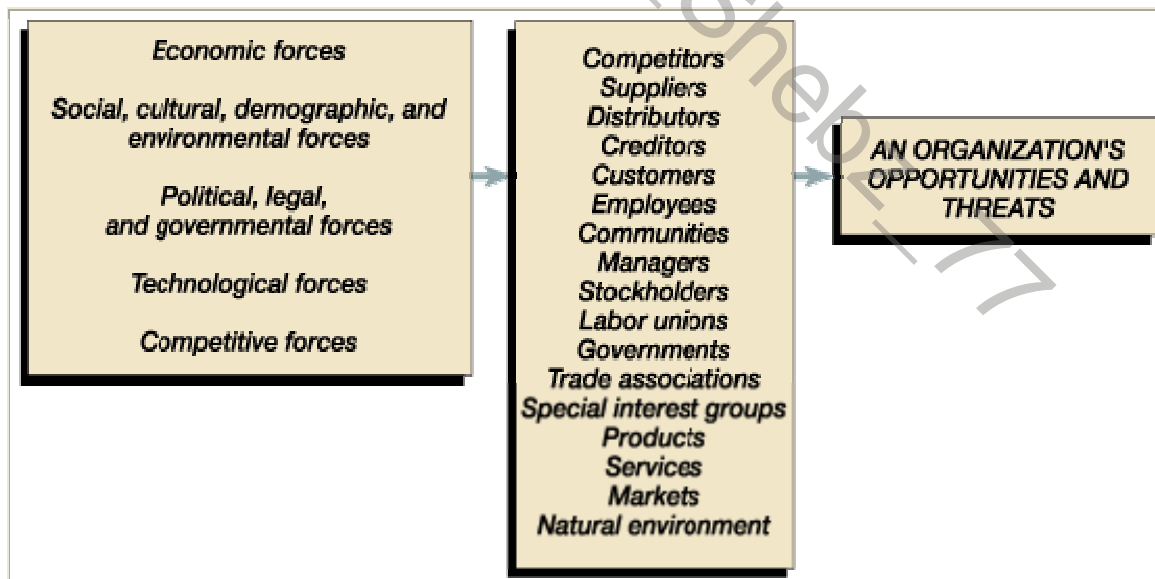 Economic forces
Social, cultural, demographic, and
environmental forces
Political, legal,
and governmental forces
Technological forces
Competitive forces
Competitors
Suppliers
Distributors
Creditors
Customers
Employees
Communities
Managers
Stockholders
Labor unions
Governments
Trade associations
Special interest groups
Products
Services
Markets
Natural environment
AN ORGANIZATION'S
OPPORTUNITIES AND
THREATS